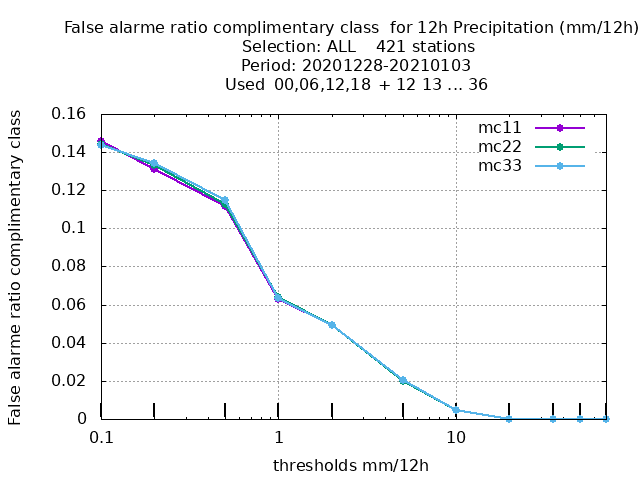 False alarme ratio complimentary class  for 12h Precipitation (mm/12h)
Selection: ALL    421 stations
Period: 20201228-20210103
Used  00,06,12,18  + 12 13 ... 36
False alarme ratio complimentary class
0.16
0.14
0.12
0.1
0.08
0.06
0.04
0.02
0
mc11
mc22
mc33
0.1 1 10
thresholds mm/12h